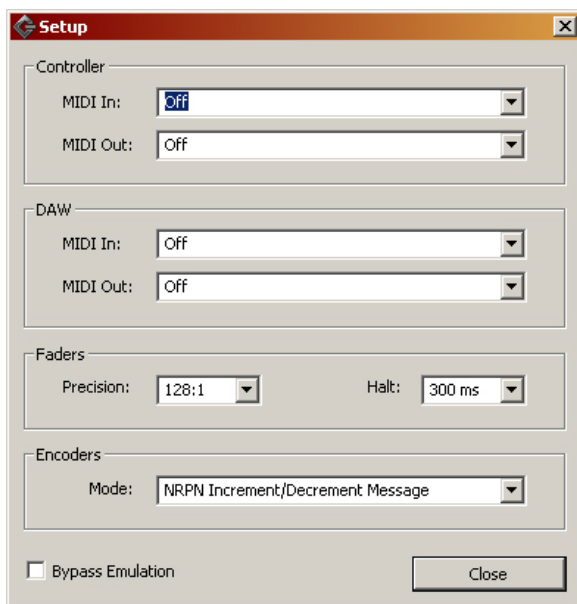 Setup
Controller
MIDI In: Off
MIDI Out: Off
DAW
MIDI In: Off
MIDI Out: Off
Faders
Precision: 128:1 Halt: 300 ms
Encoders
Mode: NRPN Increment/Decrement Message
Bypass Emulation Close